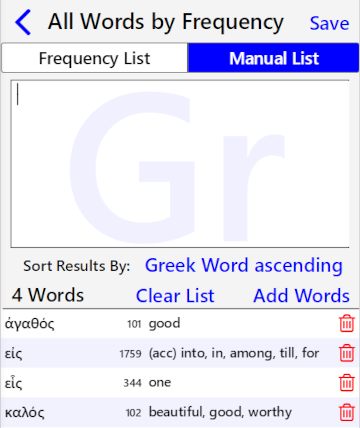 All Words by Frequency Save
Frequency List Manual List
Gr
Sort Results By: Greek Word ascending
4 Words Clear List Add Words
ἀγαθός 101 good
εἰς 1759 (acc) into, in, among, till, for
εἷς 344 one
καλός 102 beautiful, good, worthy